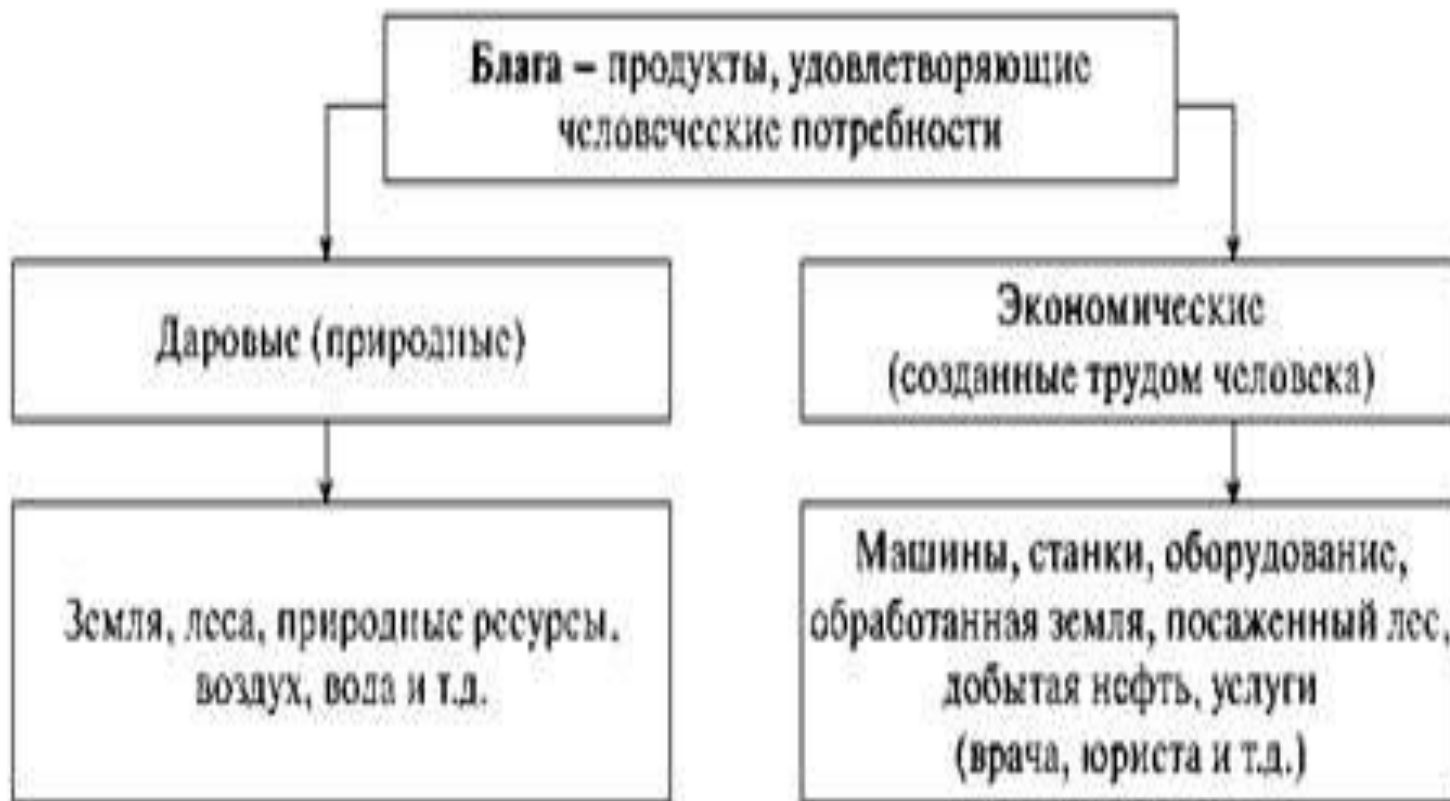 Блага – продукты, удовлетворяющие
человеческие потребности
Даровые (природные)
Экономические
(созданные трудом человека)
Земля, леса, природные ресурсы,
воздух, вода и т.д.
Машины, станки, оборудование,
обработанная земля, посаженный лес,
добытая нефть, услуги
(врача, юриста и т.д.)